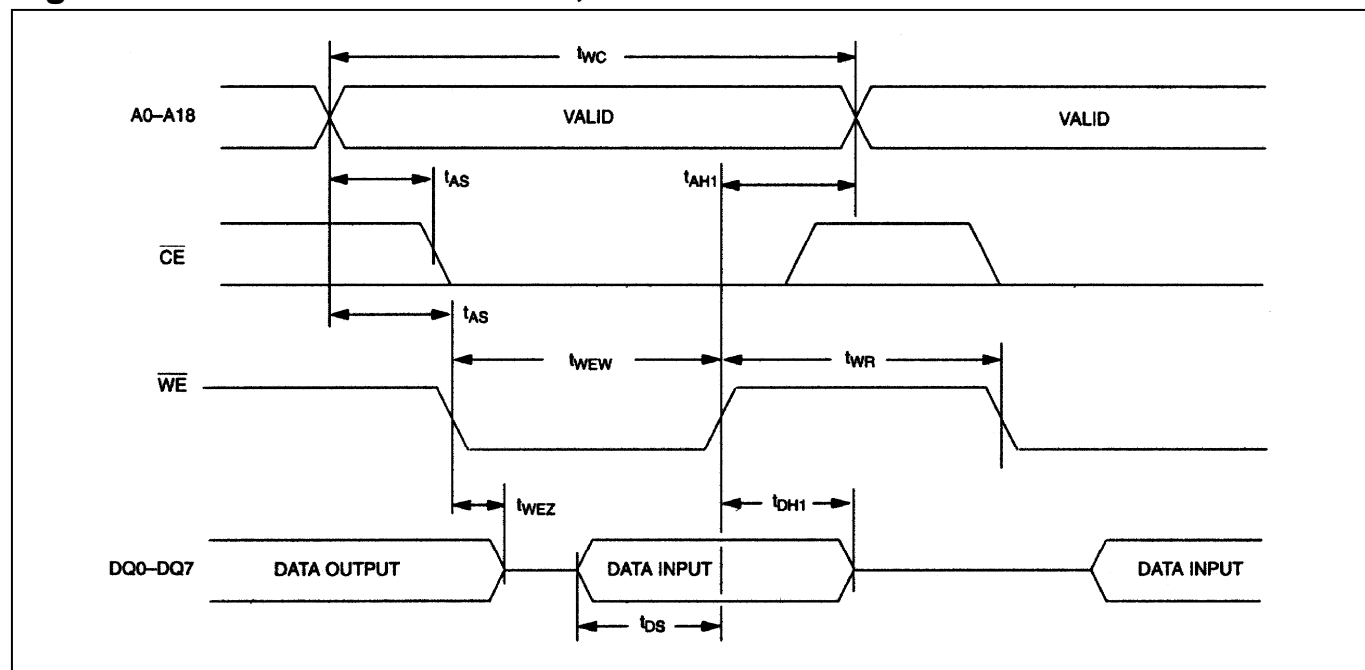 tWC
A0–A18
VALID
VALID
tAS
tAH1
CE
tAS
tWEW
tWR
WE
tWEZ
tDH1
DQ0–DQ7
DATA OUTPUT
DATA INPUT
DATA INPUT
tDS